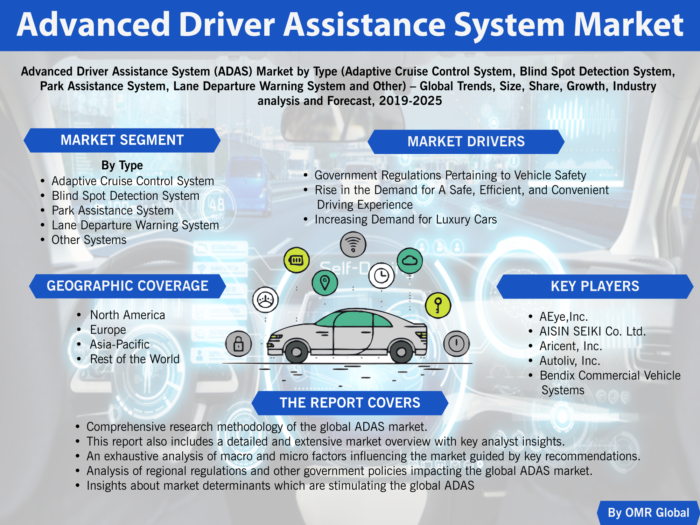 Advanced Driver Assistance System Market
Advanced Driver Assistance System (ADAS) Market by Type (Adaptive Cruise Control System, Blind Spot Detection System,
Park Assistance System, Lane Departure Warning System and Other) – Global Trends, Size, Share, Growth, Industry
analysis and Forecast, 2019-2025
MARKET SEGMENT
By Type
• Adaptive Cruise Control System
• Blind Spot Detection System
• Park Assistance System
• Lane Departure Warning System
• Other Systems
MARKET DRIVERS
• Government Regulations Pertaining to Vehicle Safety
• Rise in the Demand for A Safe, Efficient, and Convenient
Driving Experience
• Increasing Demand for Luxury Cars
GEOGRAPHIC COVERAGE
• North America
• Europe
• Asia-Pacific
• Rest of the World
KEY PLAYERS
• AEye,Inc.
• AISIN SEIKI Co. Ltd.
• Aricent, Inc.
• Autoliv, Inc.
• Bendix Commercial Vehicle
Systems
THE REPORT COVERS
• Comprehensive research methodology of the global ADAS market.
• This report also includes a detailed and extensive market overview with key analyst insights.
• An exhaustive analysis of macro and micro factors influencing the market guided by key recommendations.
• Analysis of regional regulations and other government policies impacting the global ADAS market.
• Insights about market determinants which are stimulating the global ADAS
By OMR Global